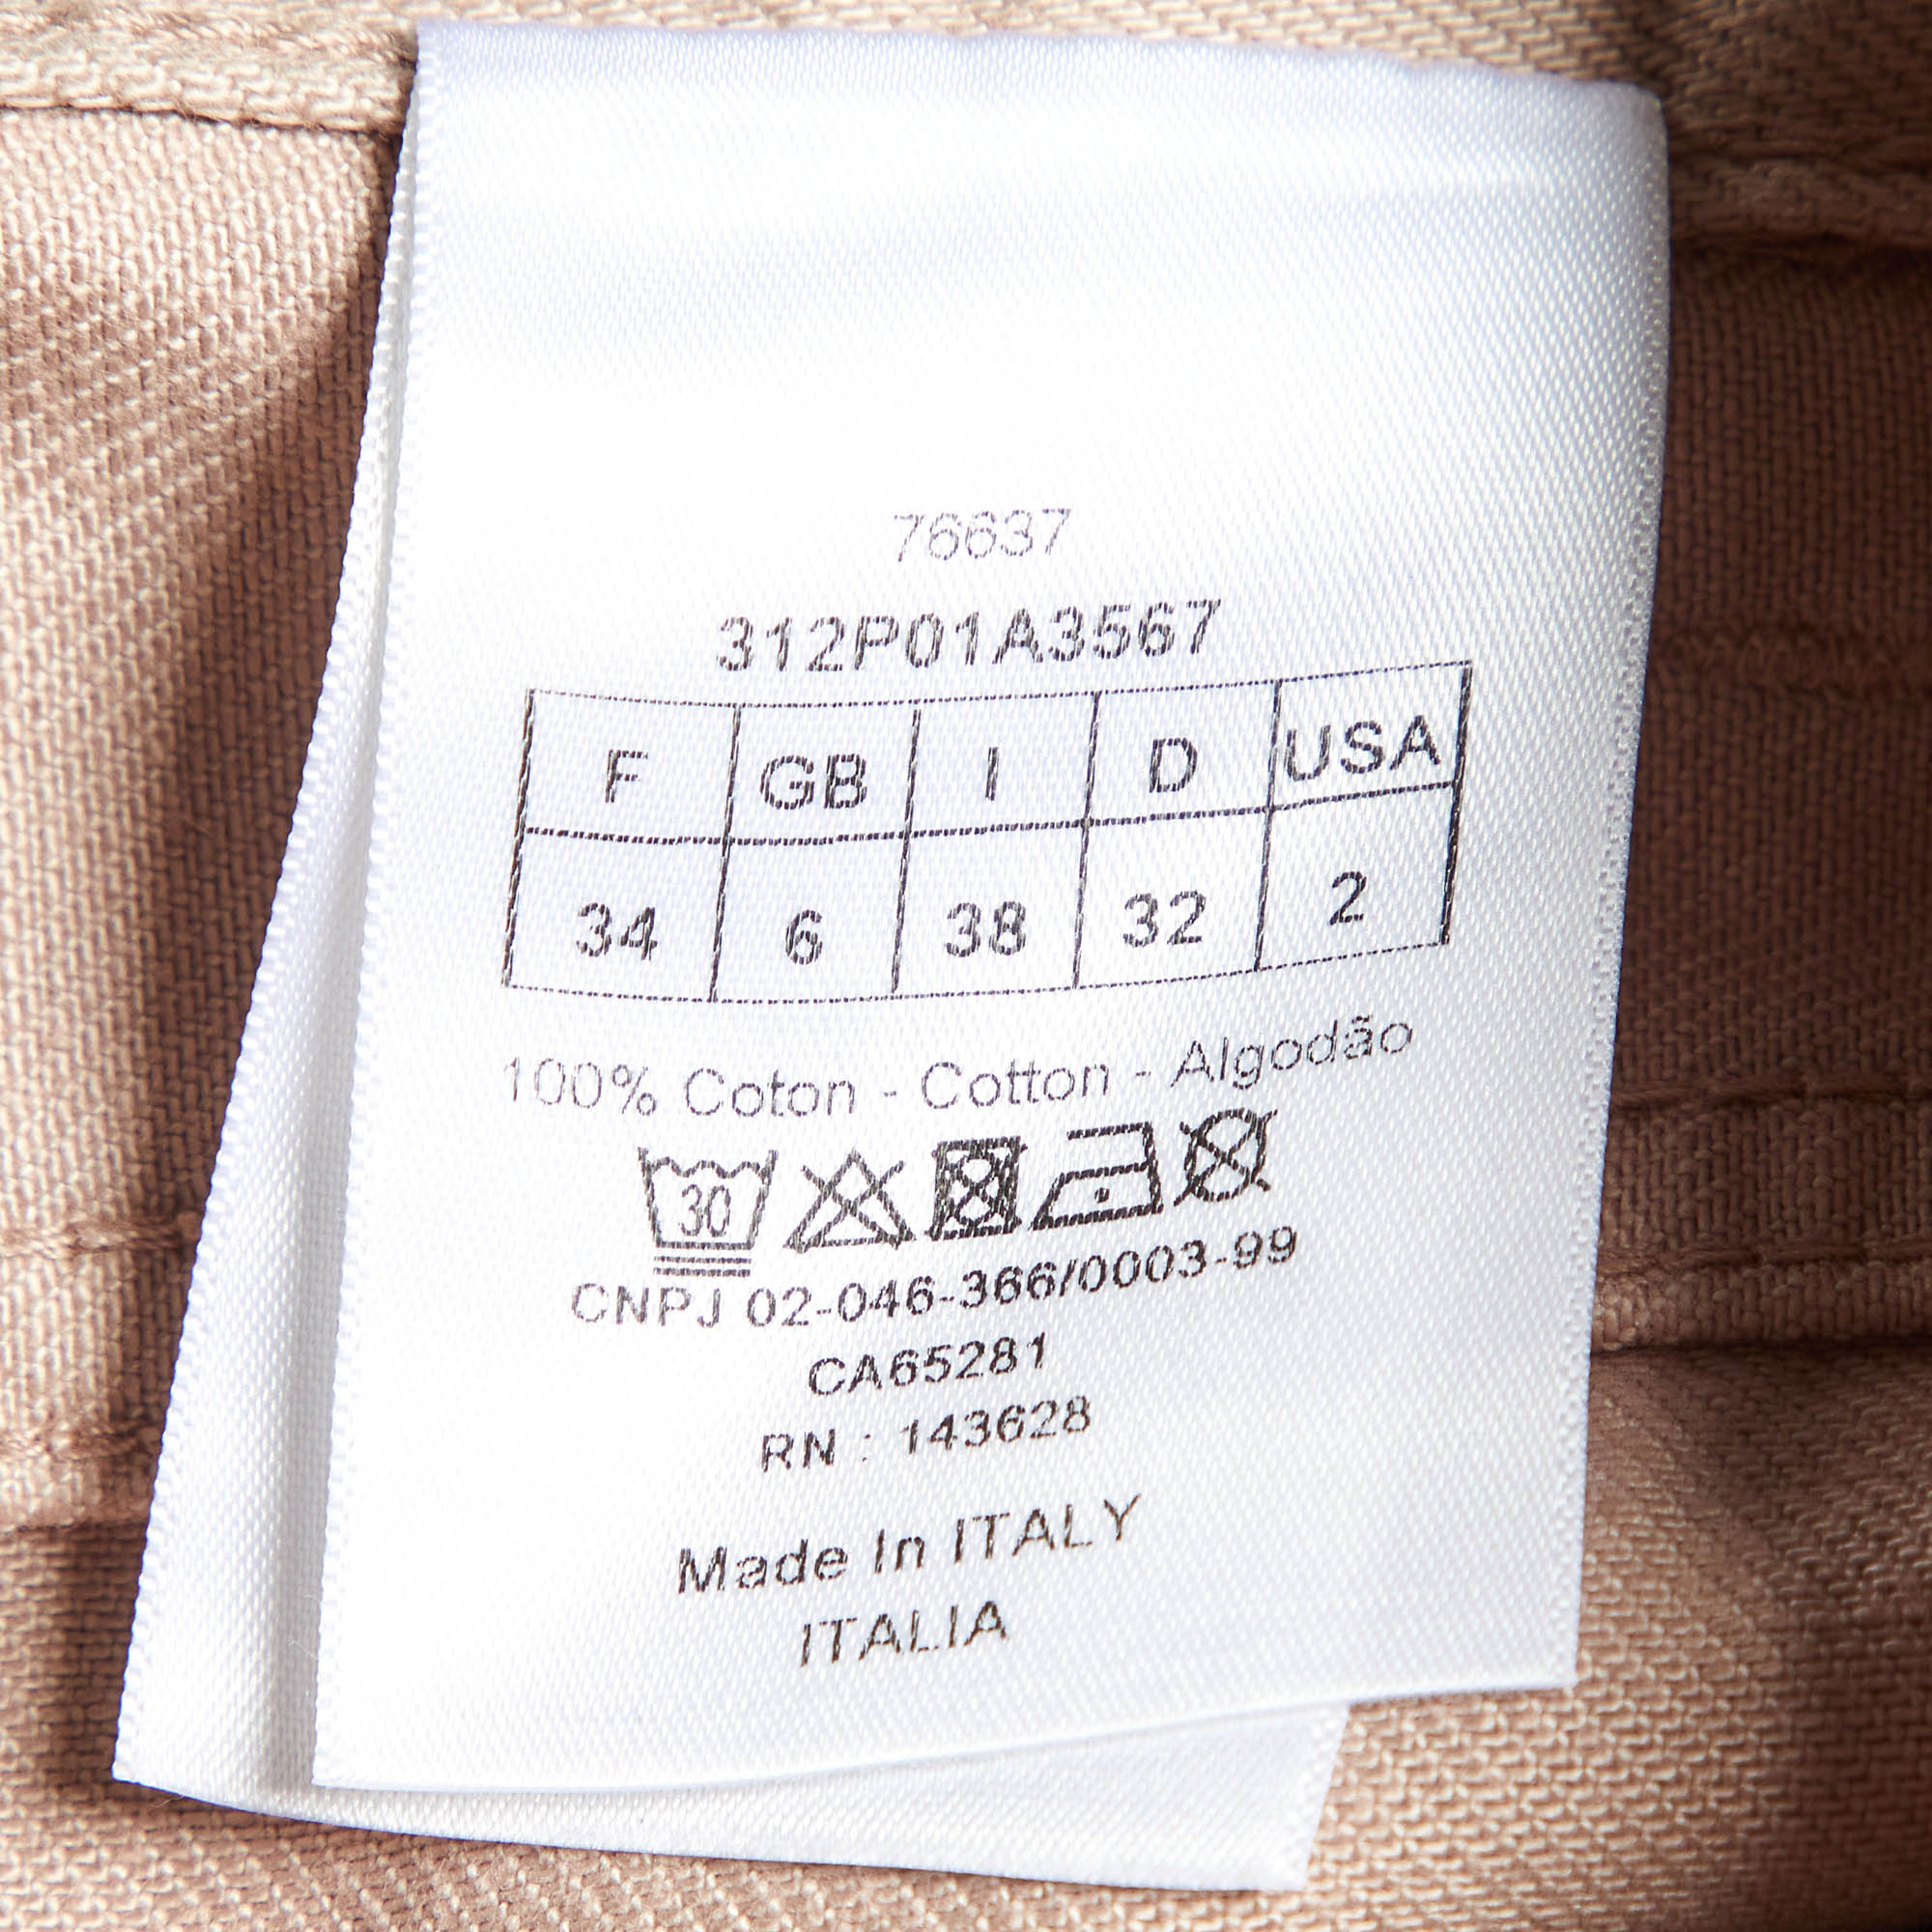 76637
312P01A3567
F GB I D USA
34 6 38 32 2
100% Coton - Cotton - Algodão
30
CNPJ 02-046-366/0003-99
CA65281
RN : 143628
Made In ITALY
ITALIA